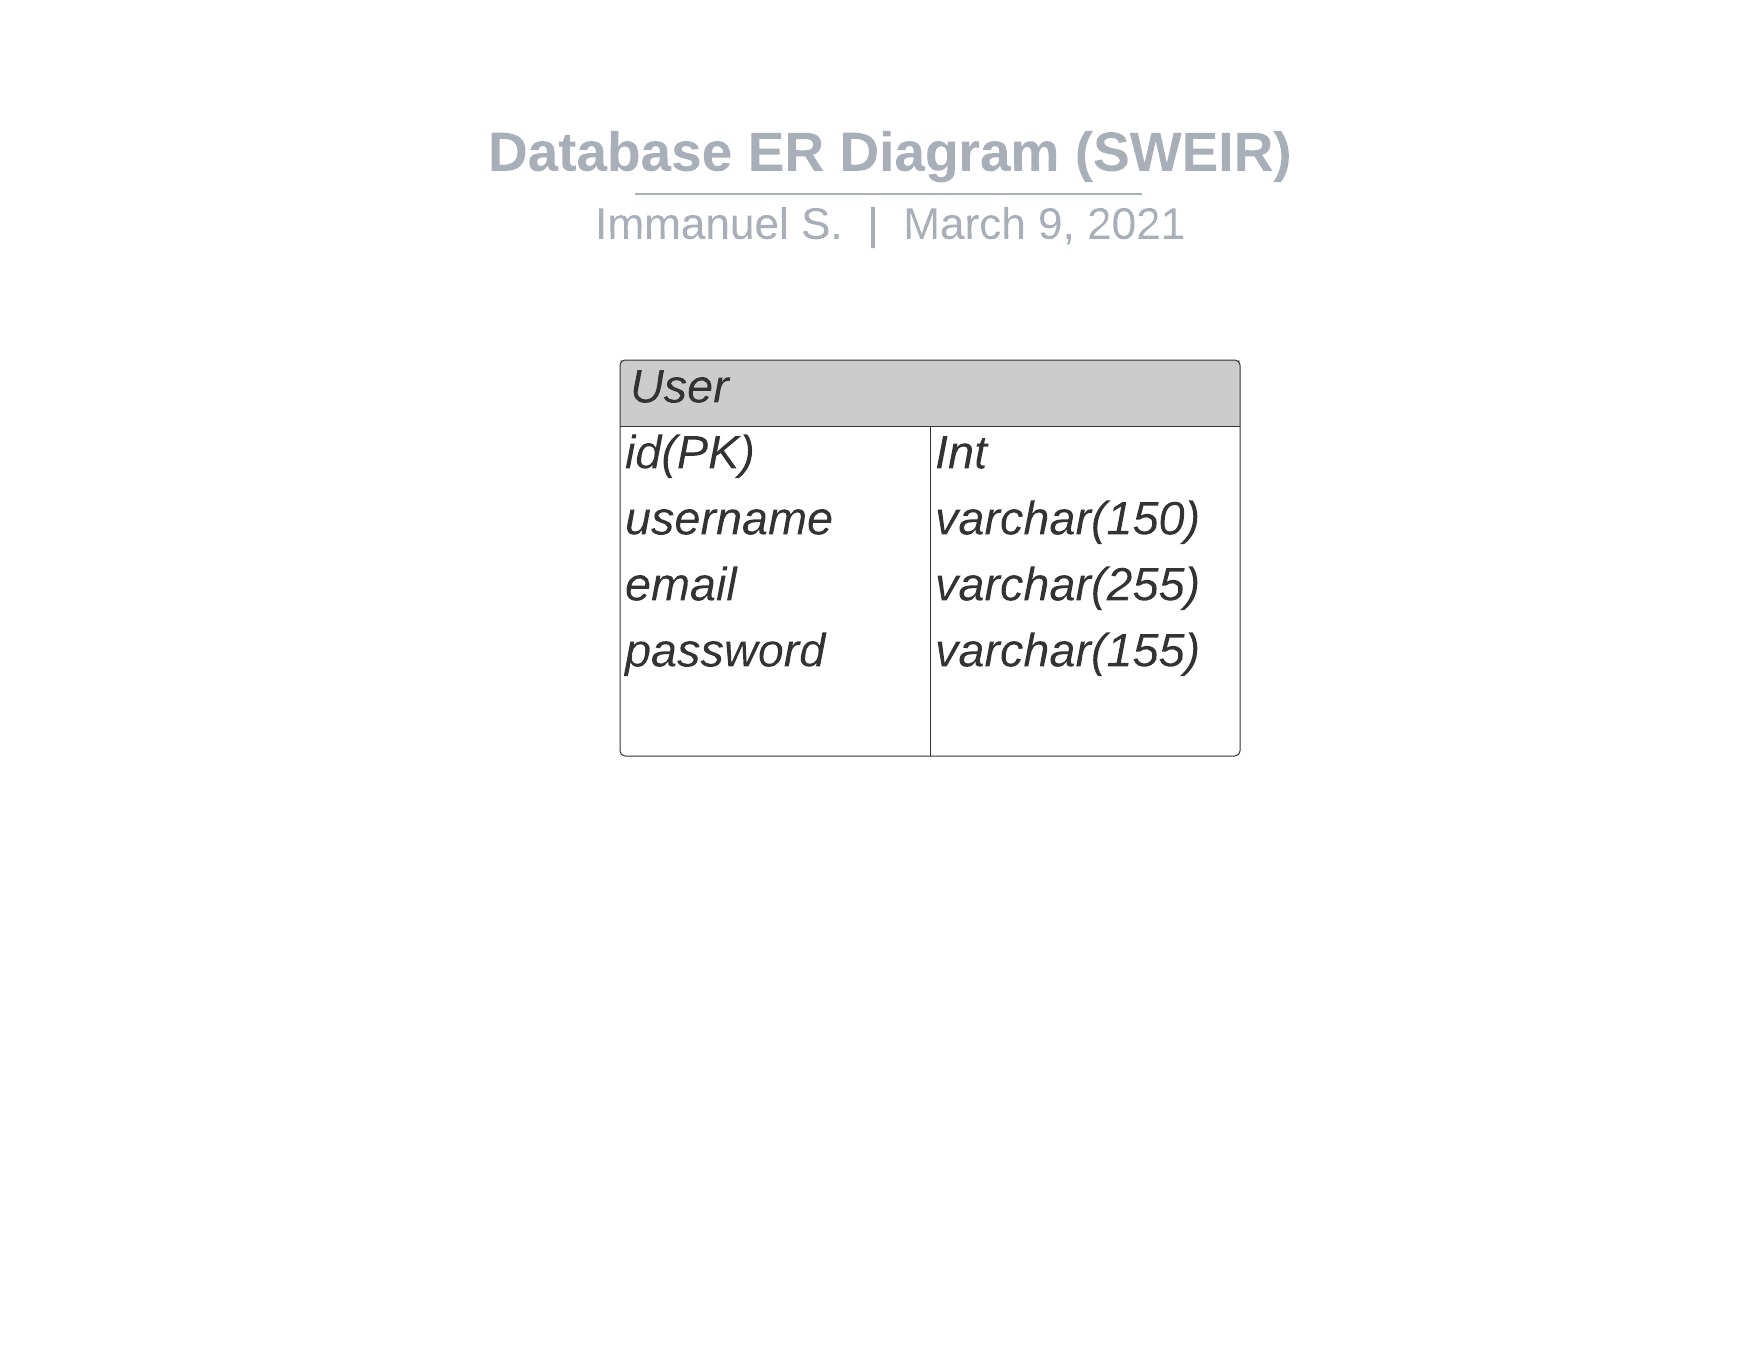 Database ER Diagram (SWEIR)
Immanuel S. | March 9, 2021
User
id(PK) Int
username varchar(150)
email varchar(255)
password varchar(155)